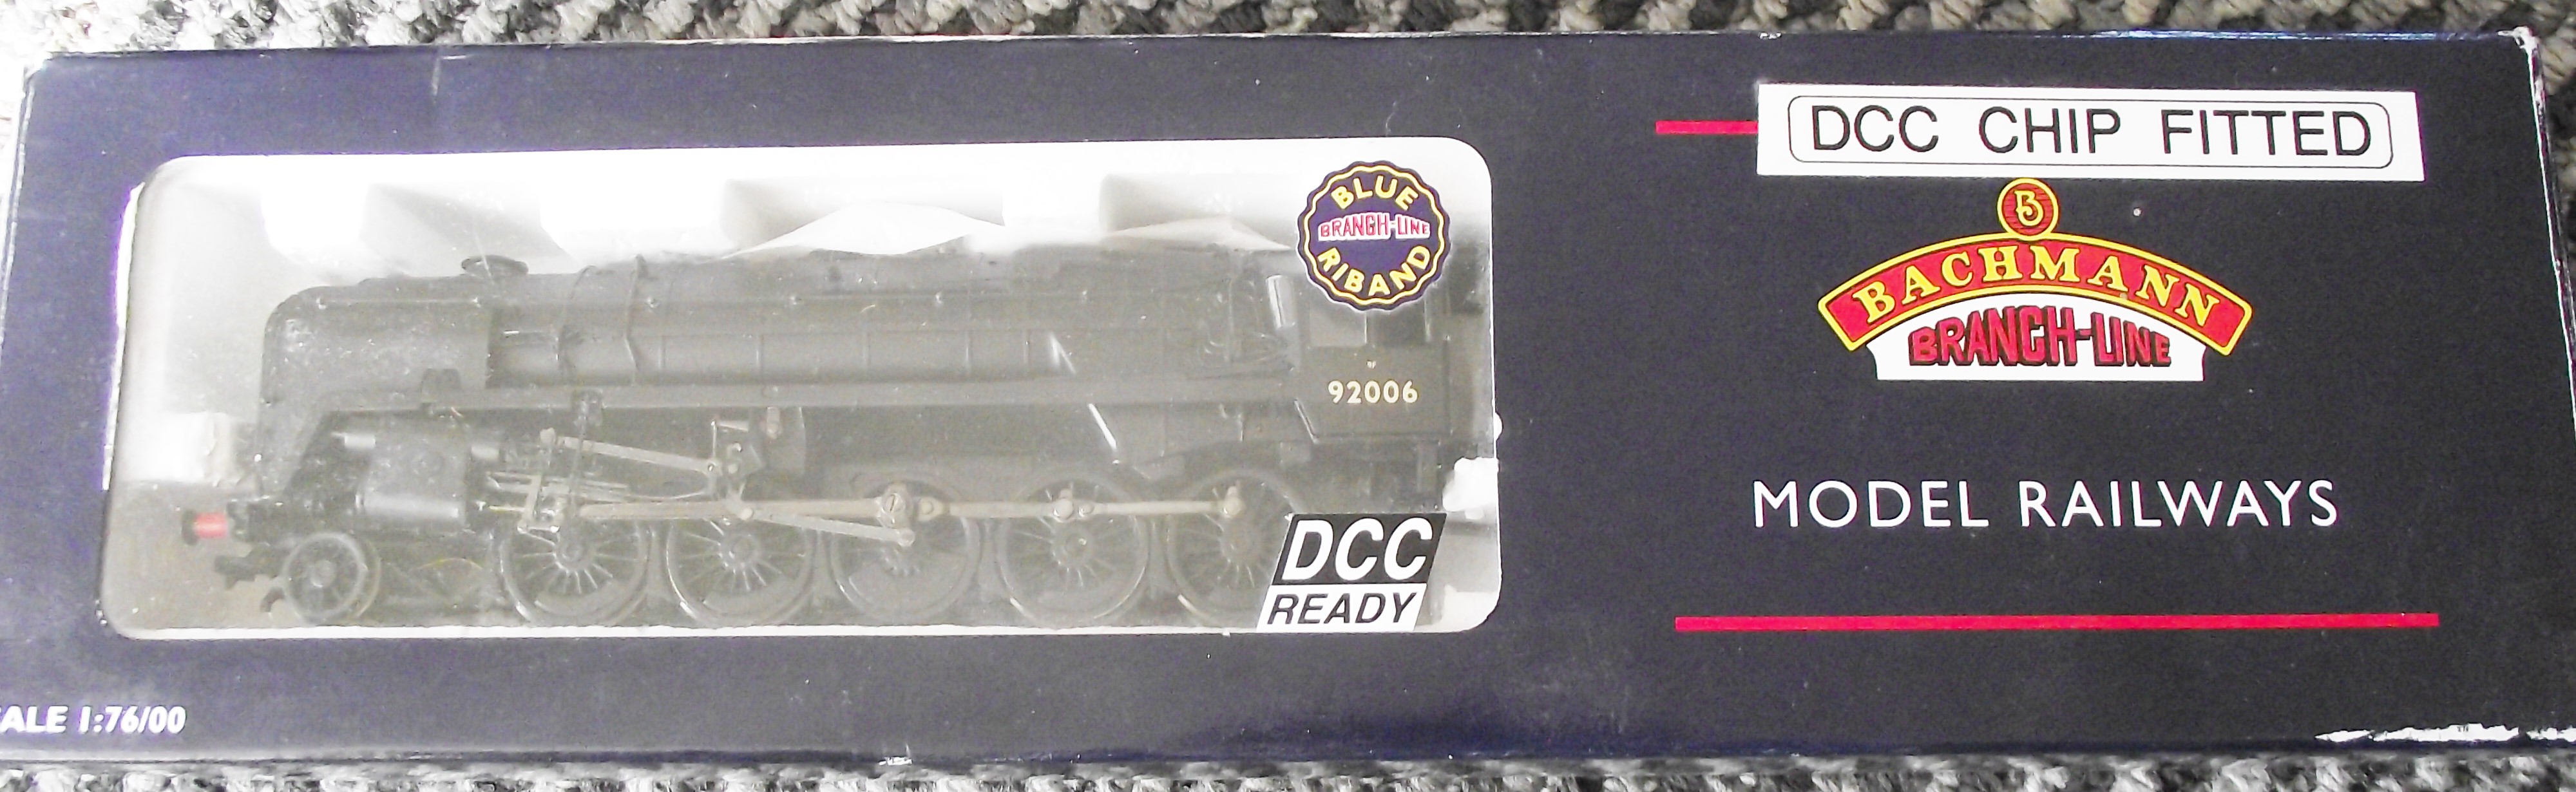 DCC CHIP FITTED
BLUE
BRANCH-LINE
RIBAND
B
BACHMANN
BRANCH-LINE
92006
MODEL RAILWAYS
DCC
READY
ALE 1:76/00